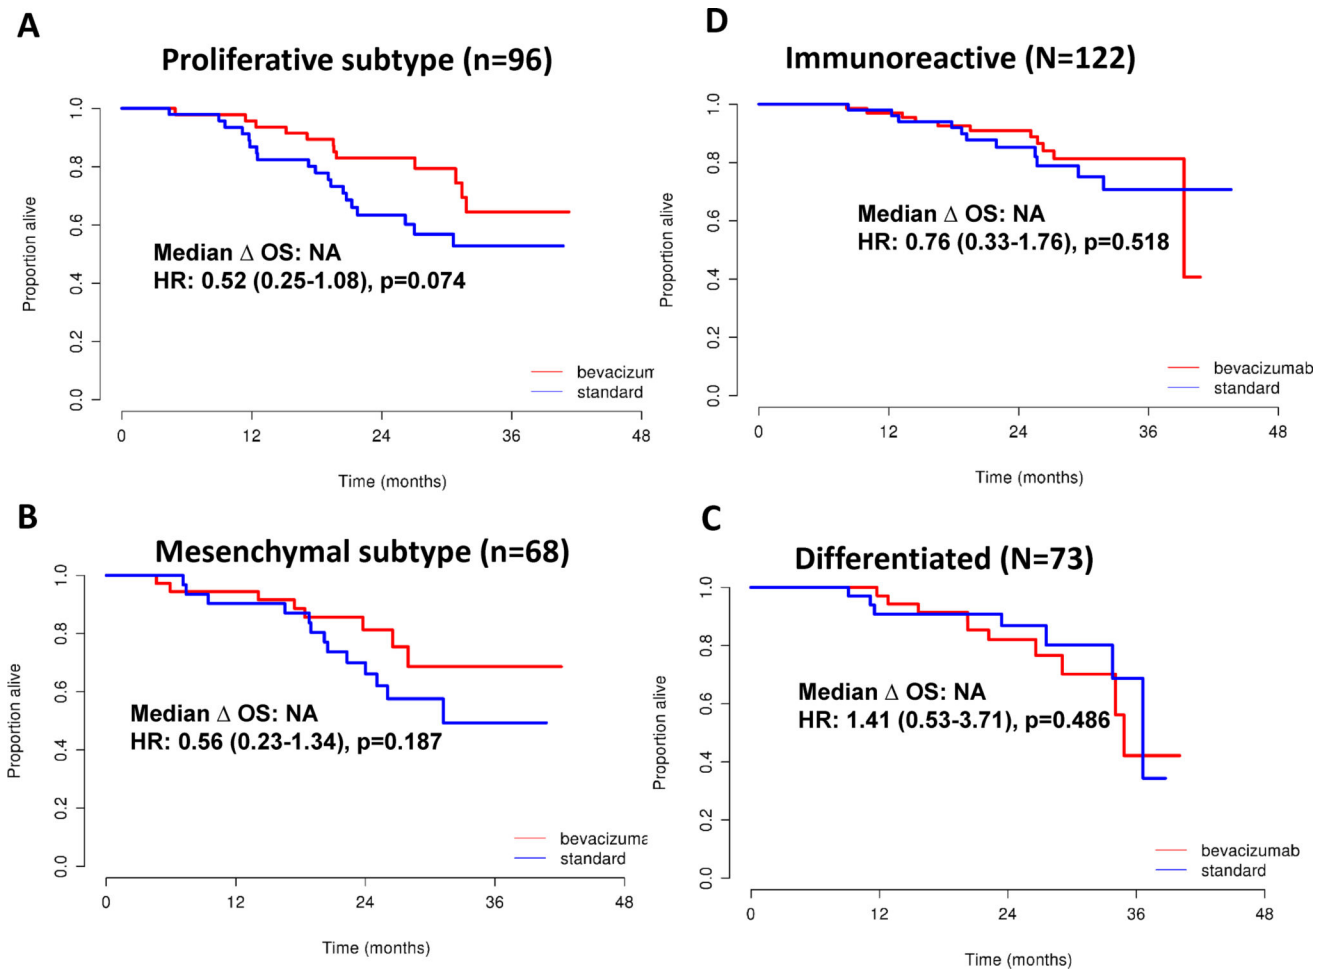 A
Proliferative subtype (n=96)
Proportion alive
1.0
0.8
0.6
0.4
0.2
0.0
Median Δ OS: NA
HR: 0.52 (0.25-1.08), p=0.074
bevacizum
standard
0 12 24 36 48
Time (months)
D
Immunoreactive (N=122)
Proportion alive
1.0
0.8
0.6
0.4
0.2
0.0
Median Δ OS: NA
HR: 0.76 (0.33-1.76), p=0.518
bevacizumab
standard
0 12 24 36 48
Time (months)
B
Mesenchymal subtype (n=68)
Proportion alive
1.0
0.8
0.6
0.4
0.2
0.0
Median Δ OS: NA
HR: 0.56 (0.23-1.34), p=0.187
bevacizuma
standard
0 12 24 36 48
Time (months)
C
Differentiated (N=73)
Proportion alive
1.0
0.8
0.6
0.4
0.2
0.0
Median Δ OS: NA
HR: 1.41 (0.53-3.71), p=0.486
bevacizumab
standard
0 12 24 36 48
Time (months)